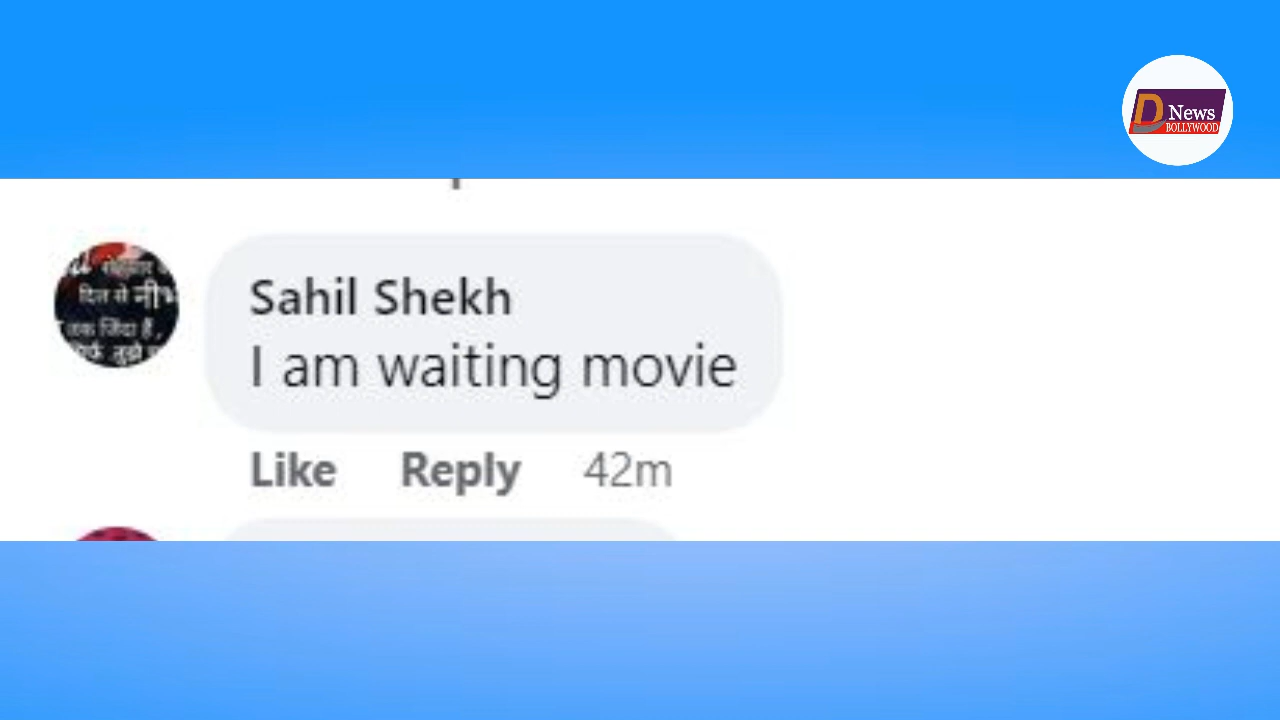 D News
BOLLYWOOD
दिल से
Sahil Shekh
I am waiting movie
Like Reply 42m